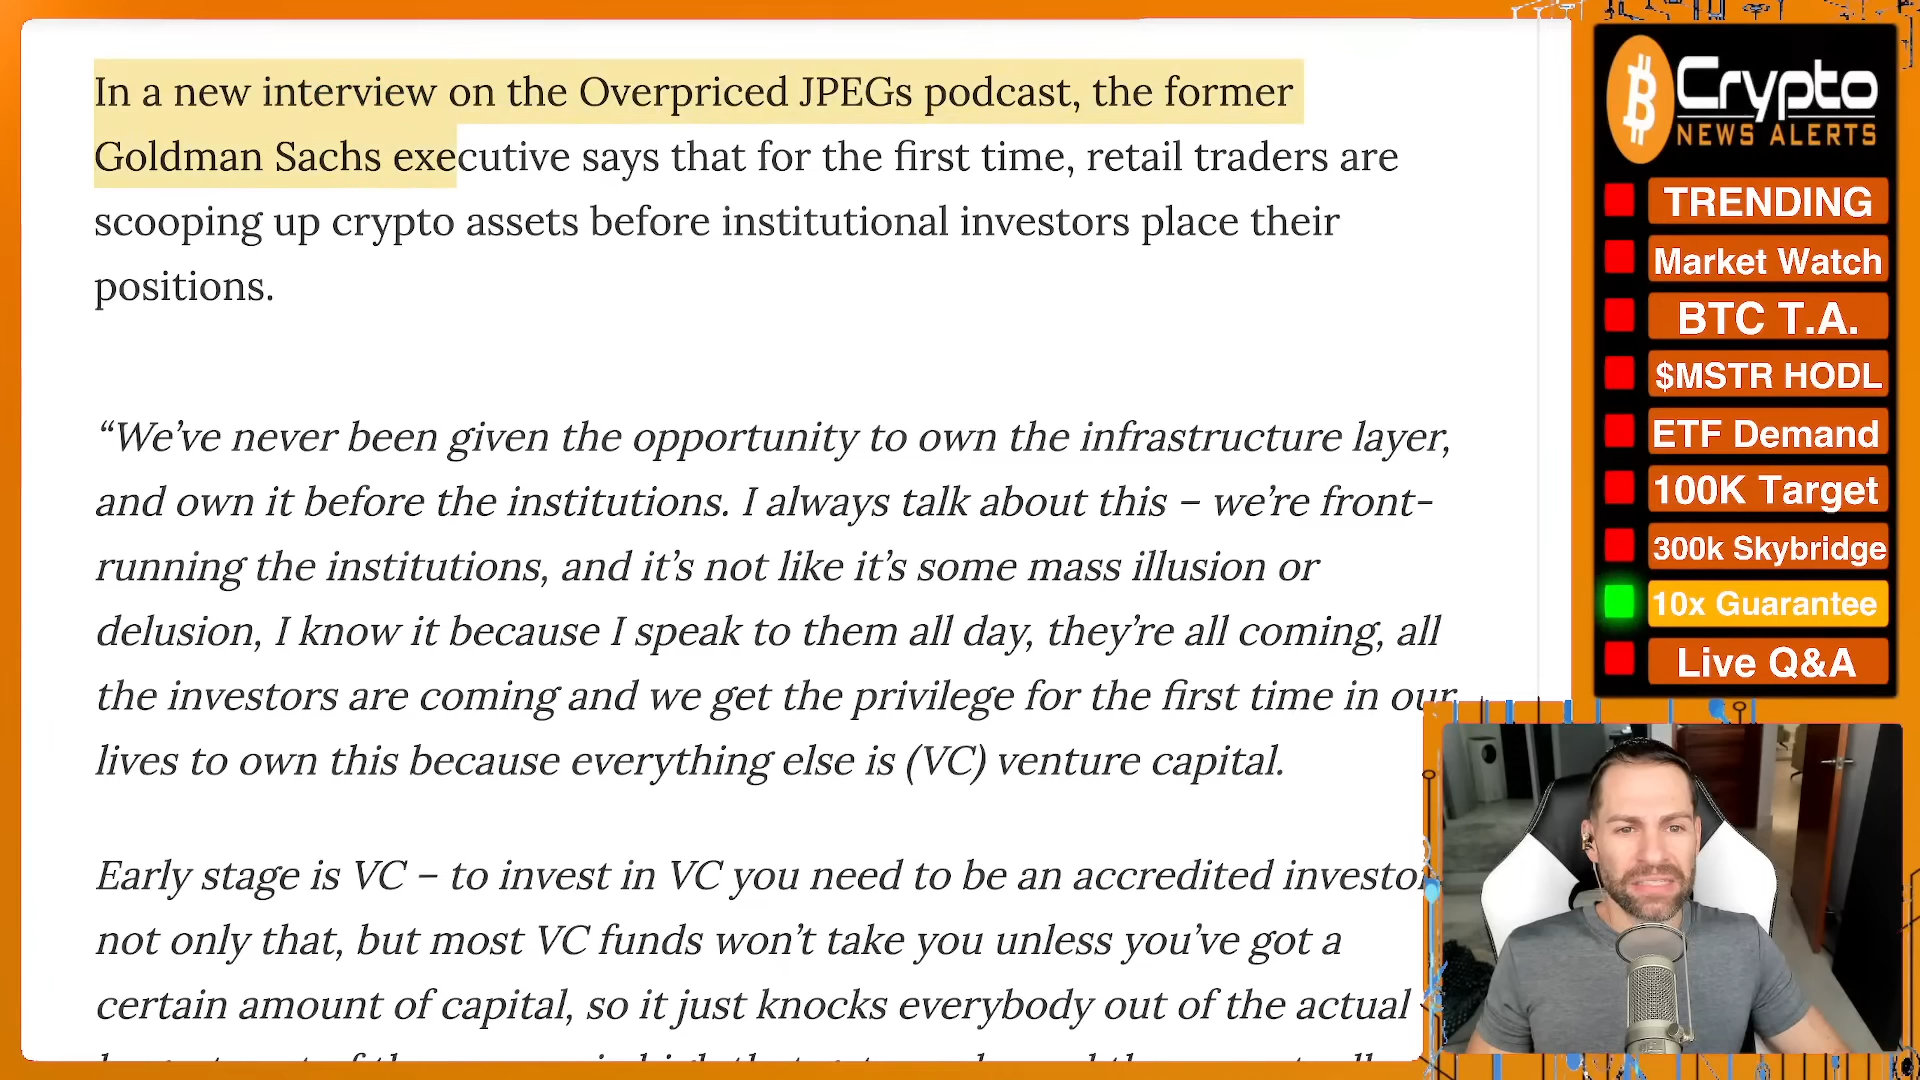 In a new interview on the Overpriced JPEGs podcast, the former
Goldman Sachs executive says that for the first time, retail traders are
scooping up crypto assets before institutional investors place their
positions.
“We’ve never been given the opportunity to own the infrastructure layer,
and own it before the institutions. I always talk about this – we’re front-
running the institutions, and it’s not like it’s some mass illusion or
delusion, I know it because I speak to them all day, they’re all coming, all
the investors are coming and we get the privilege for the first time in our
lives to own this because everything else is (VC) venture capital.
Early stage is VC – to invest in VC you need to be an accredited investor
not only that, but most VC funds won’t take you unless you’ve got a
certain amount of capital, so it just knocks everybody out of the actual
Crypto
NEWS ALERTS
TRENDING
Market Watch
BTC T.A.
$MSTR HODL
ETF Demand
100K Target
300k Skybridge
10x Guarantee
Live Q&A